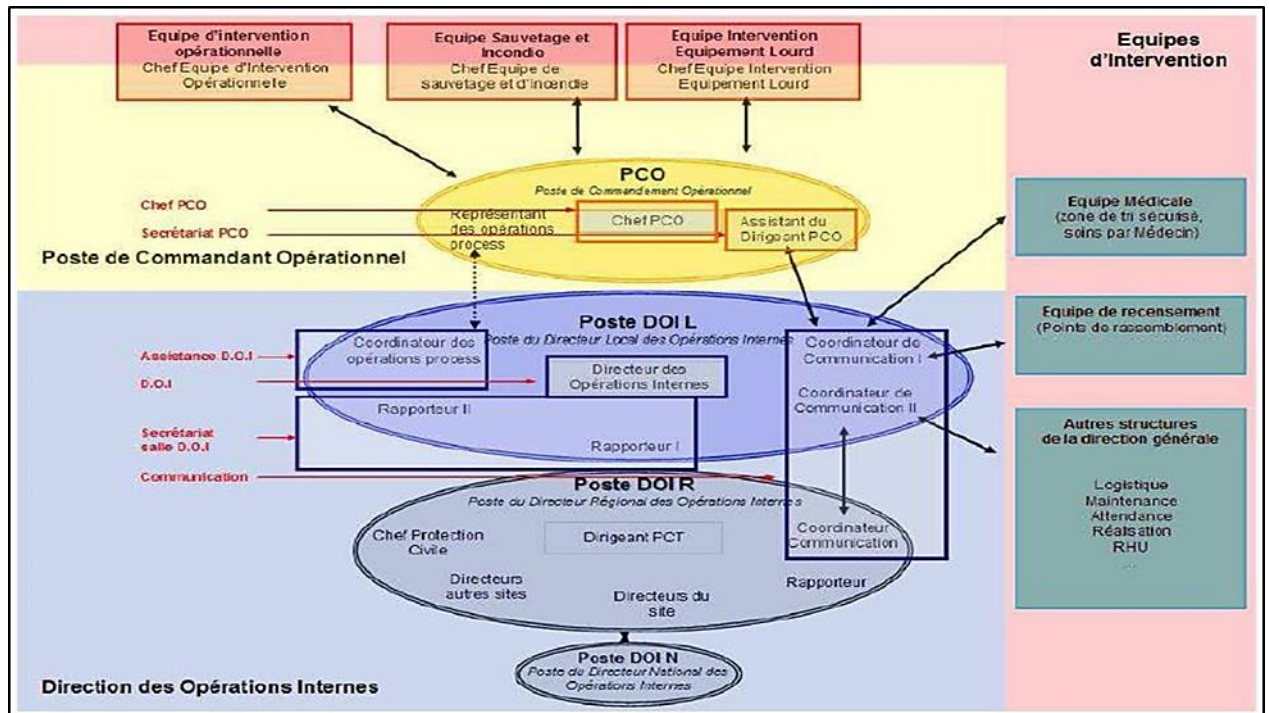 Equipe d'intervention
opérationnelle
Chef Equipe d'Intervention
Opérationnelle
Equipe Sauvetage et
Incendio
Chef Equipe de
sauvetage et d'Incendie
Equipe Intervention
Equipement Lourd
Chef Equipe Intervention
Equipement Lourd
Equipes
d'Intervention
PCO
Poste de Commandement Opérationnel
Chef PCO
Secrétariat PCO
Représentant
des opérations
process
Chef PCO
Assistant du
Dirigeant PCO
Poste de Commandant Opérationnel
Equipe Médicale
(zone de tri sécurisé,
soins par Médecin)
Poste DOI L
Poste du Directeur Local des Opérations Internes
Assistance D.O.I
D.O.I
Secrétariat
salle D.O.I
Communication
Coordinateur des
opérations process
Directeur des
Opérations Internes
Rapporteur II
Rapporteur I
Coordinateur de
Communication I
Coordinateur de
Communication II
Equipe de recensement
(Points de rassemblement)
Autres structures
de la direction générale
Logistique
Maintenance
Attendance
Réalisation
RHU
...
Poste DOI R
Poste du Directeur Régional des Opérations Internes
Chef Protection
Civile
Dirigeant PCT
Coordinateur
Communication
Directeurs
autres sites
Directeurs du
site
Rapporteur
Poste DOI N
Poste du Directeur National des
Opérations Internes
Direction des Opérations Internes